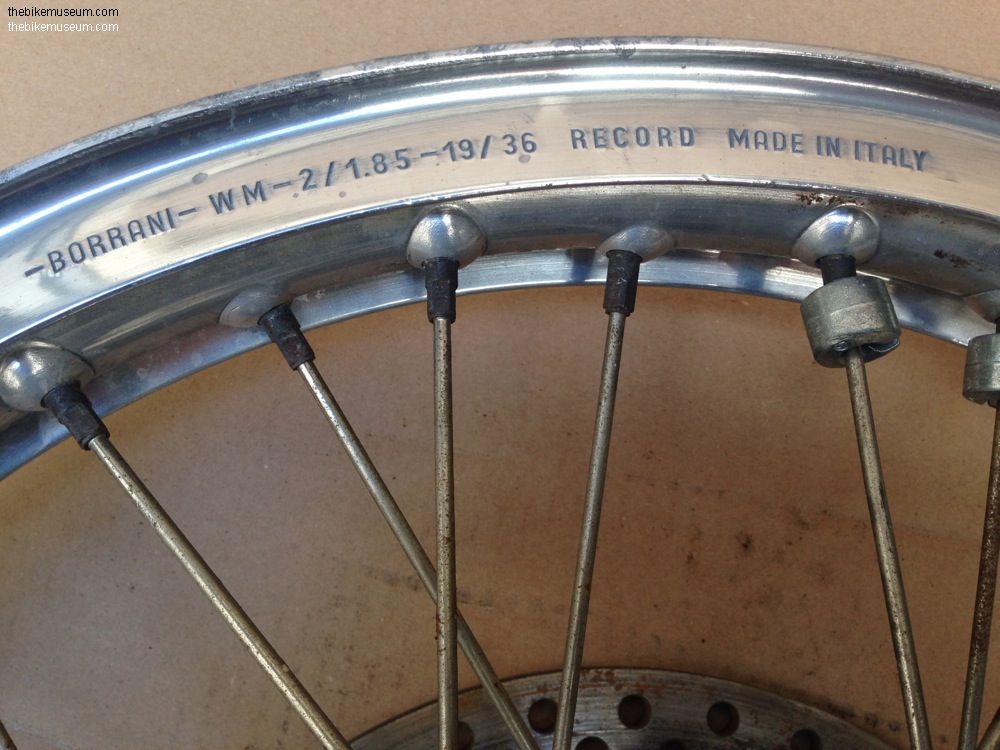 thebikemuseum.com
thebikemuseum.com
-BORRANI- WM-2/1.85-19/36 RECORD MADE IN ITALY